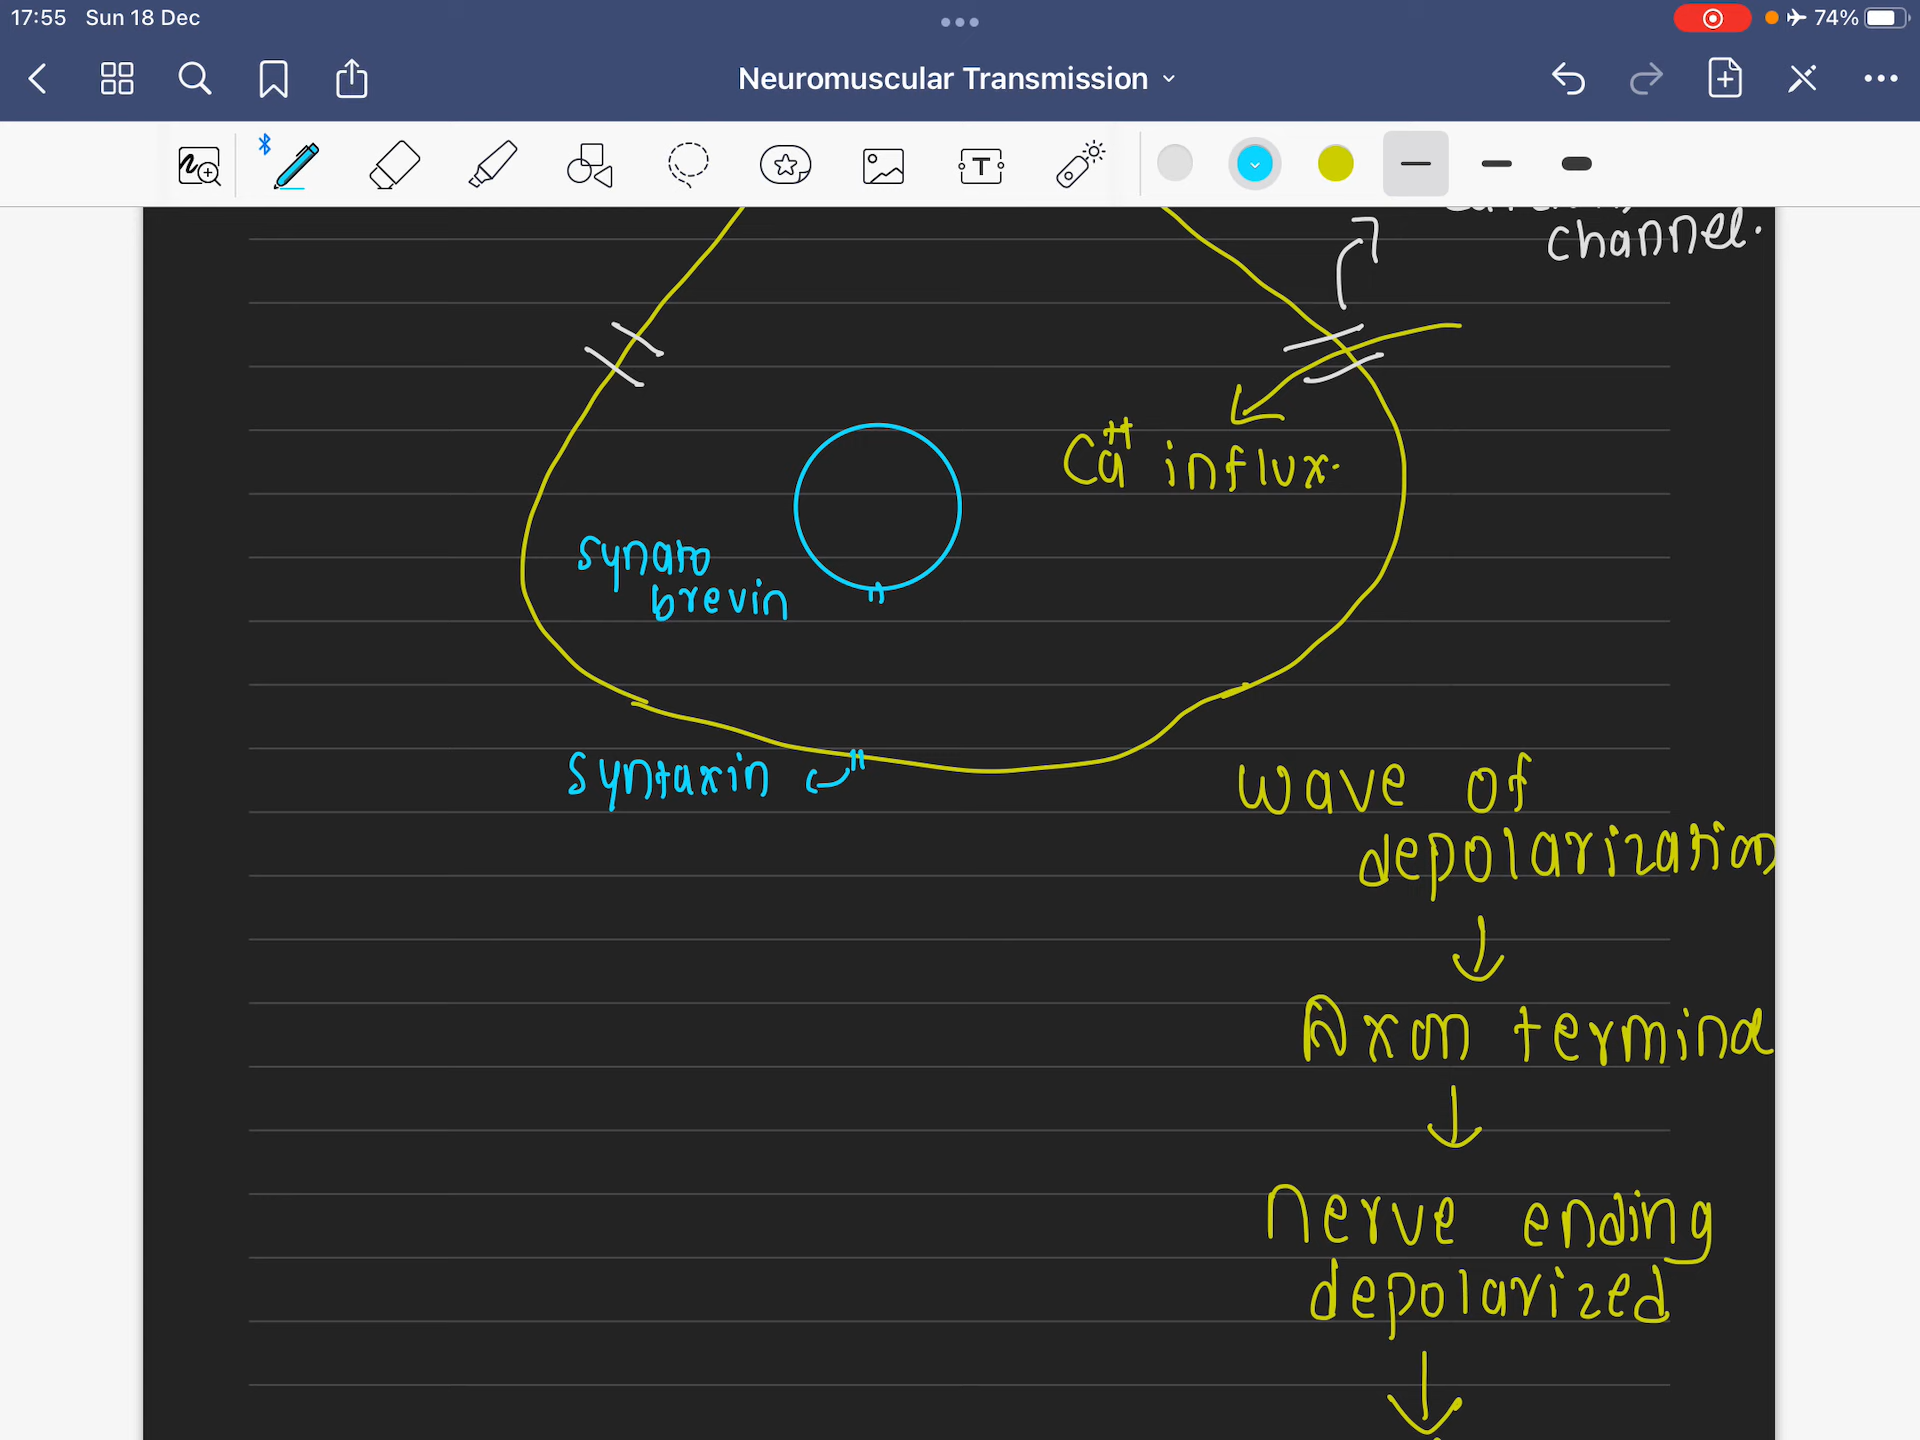 17:55 Sun 18 Dec
74%
Neuromuscular Transmission
T
channel.
Ca++ influx.
synapto
brevin
syntaxin
wave of
depolarization
Axon terminal
nerve ending
depolarized